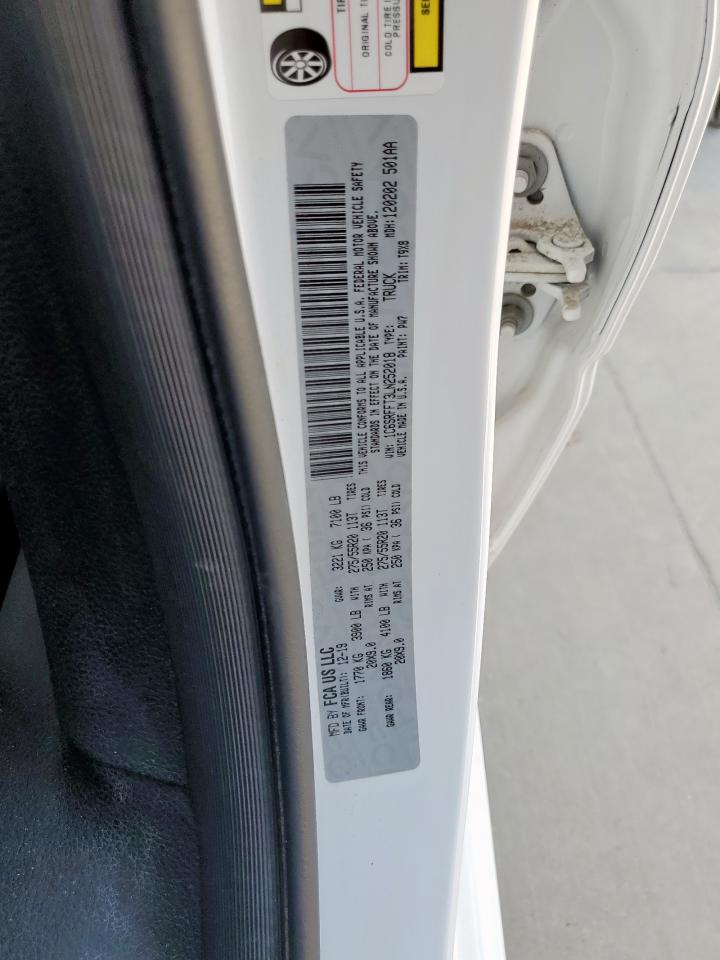 ORIGINAL
COLD TIRE
PRESSU
MFD BY FCA US LLC
DATE OF MFR(BUILT): 12-19 GVWR: 3221 KG 7100 LB
GAWR FRONT: 1770 KG 3900 LB WITH 275/55R20 113T TIRES
20X9.0 RIMS AT 250 KPA ( 36 PSI) COLD
GAWR REAR: 1860 KG 4100 LB WITH 275/55R20 113T TIRES
20X9.0 RIMS AT 250 KPA ( 36 PSI) COLD
THIS VEHICLE CONFORMS TO ALL APPLICABLE U.S.A. FEDERAL MOTOR VEHICLE SAFETY
STANDARDS IN EFFECT ON THE DATE OF MANUFACTURE SHOWN ABOVE.
VIN: 1C6SRFFT3LN252018 TYPE: TRUCK MDH: 120202 501AA
VEHICLE MADE IN U.S.A. PAINT: PW7 TRIM: T9X8